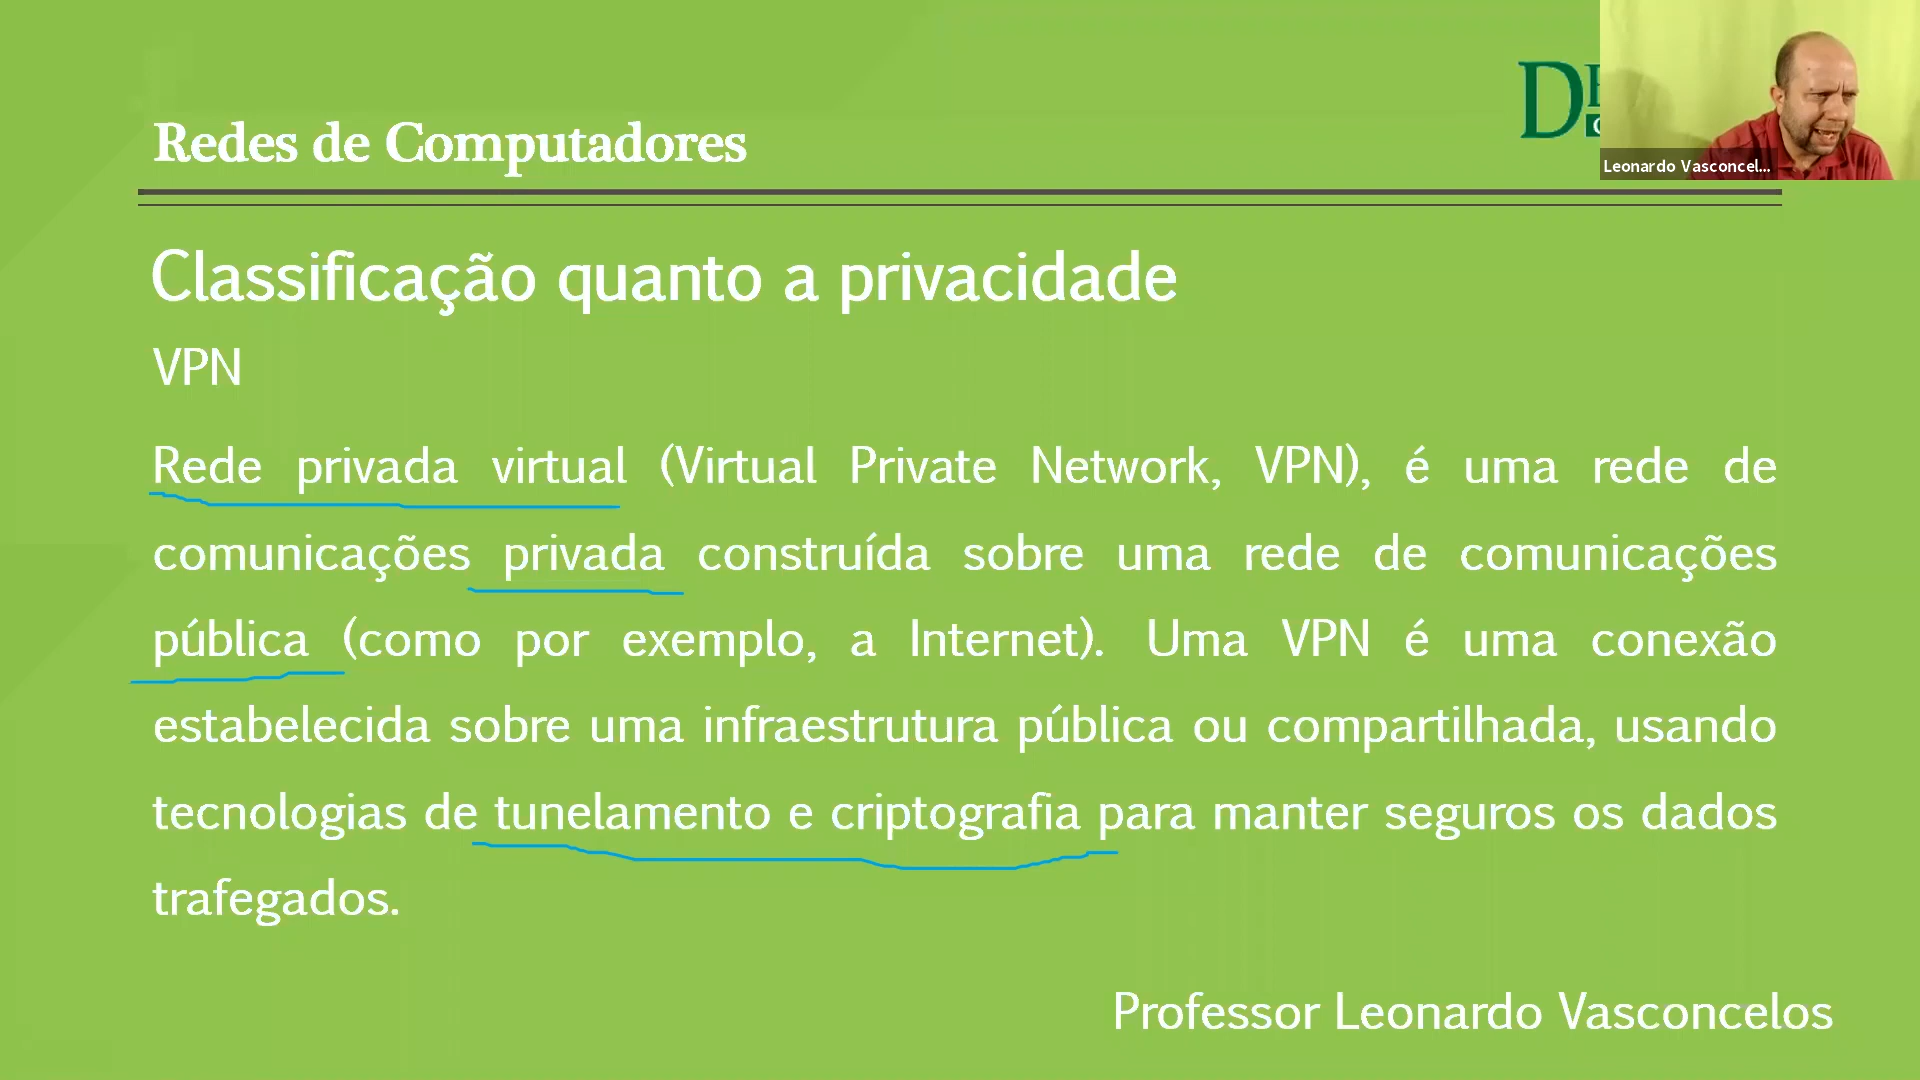 Redes de Computadores
Leonardo Vasconcel...
Classificação quanto a privacidade
VPN
Rede privada virtual (Virtual Private Network, VPN), é uma rede de
comunicações privada construída sobre uma rede de comunicações
pública (como por exemplo, a Internet). Uma VPN é uma conexão
estabelecida sobre uma infraestrutura pública ou compartilhada, usando
tecnologias de tunelamento e criptografia para manter seguros os dados
trafegados.
Professor Leonardo Vasconcelos